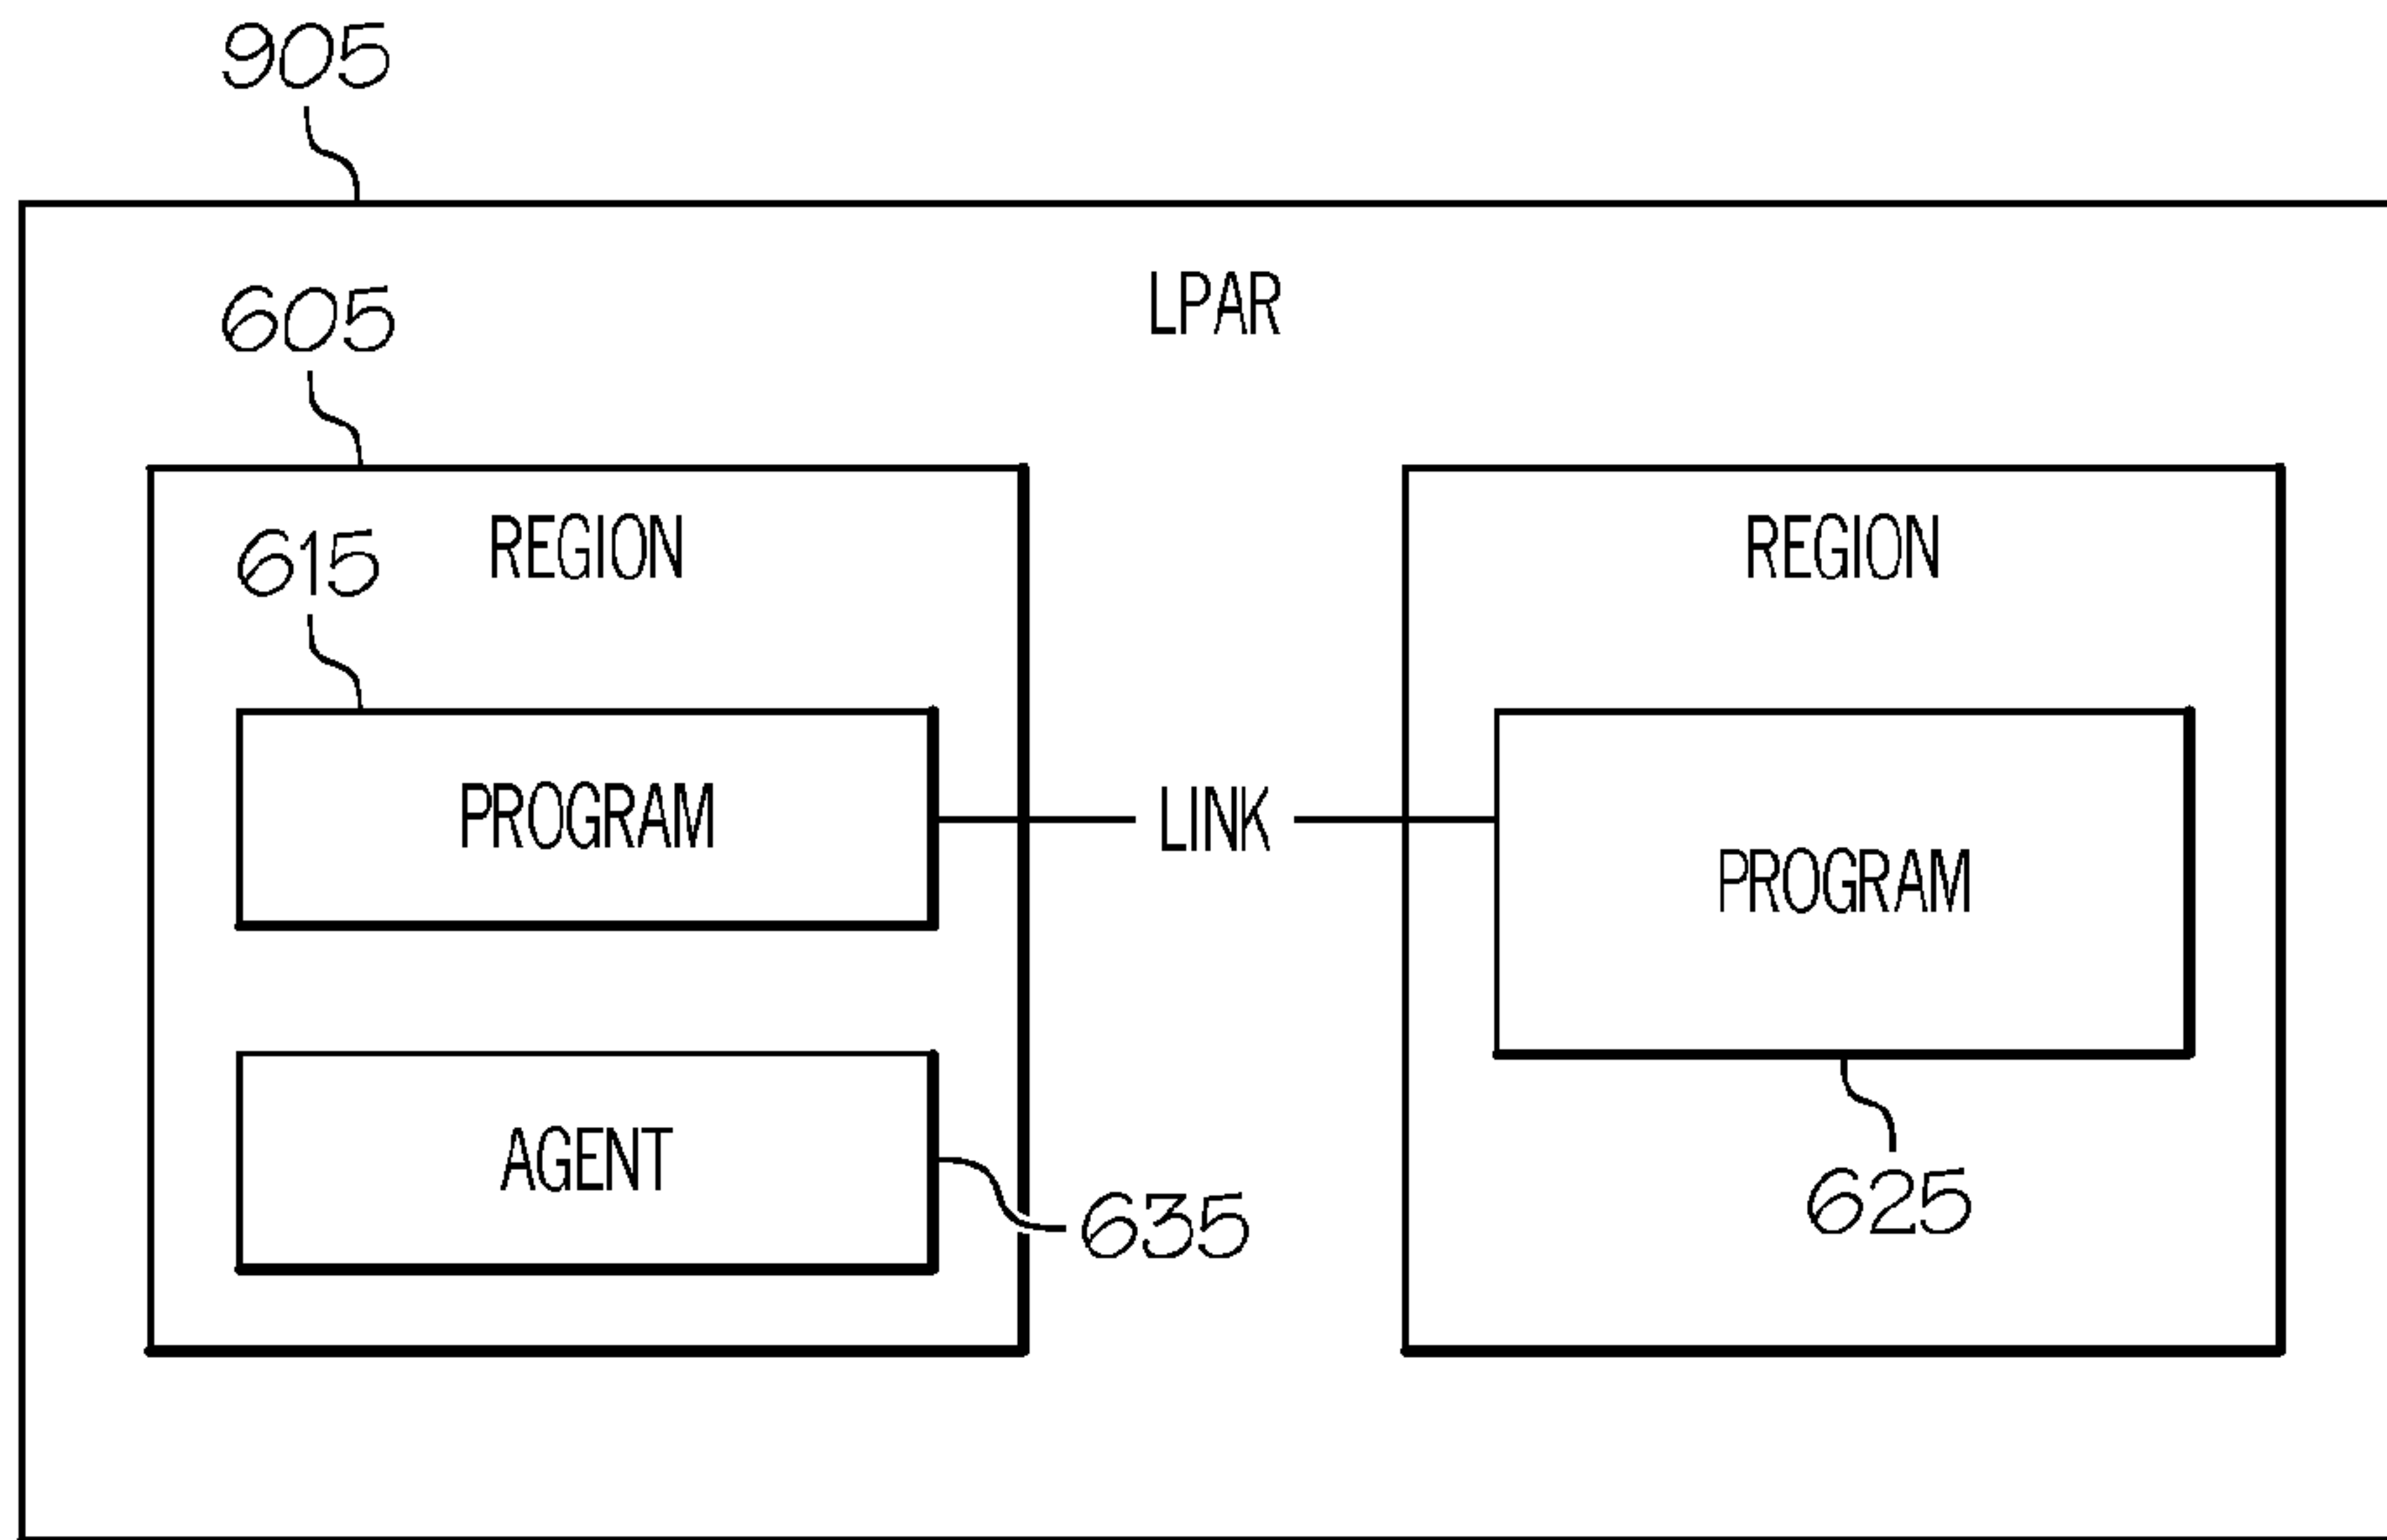 905
LPAR
605
REGION
REGION
615
PROGRAM
LINK
PROGRAM
AGENT
635
625